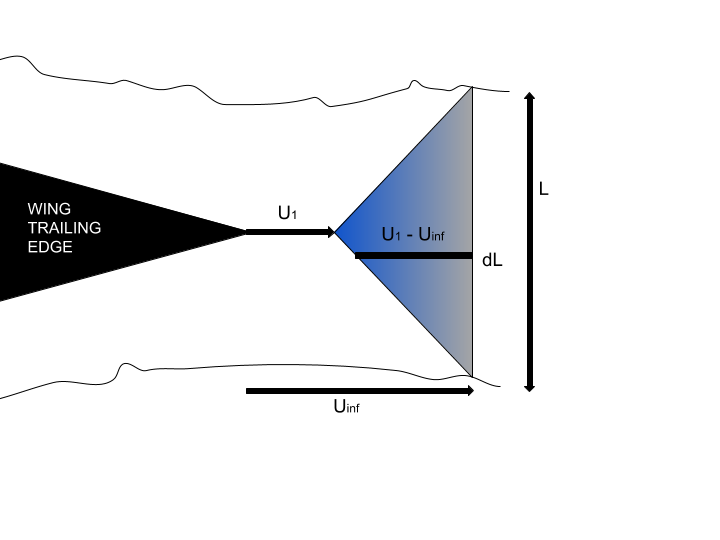 WING
TRAILING
EDGE
U1
U1 - Uinf
dL
L
Uinf